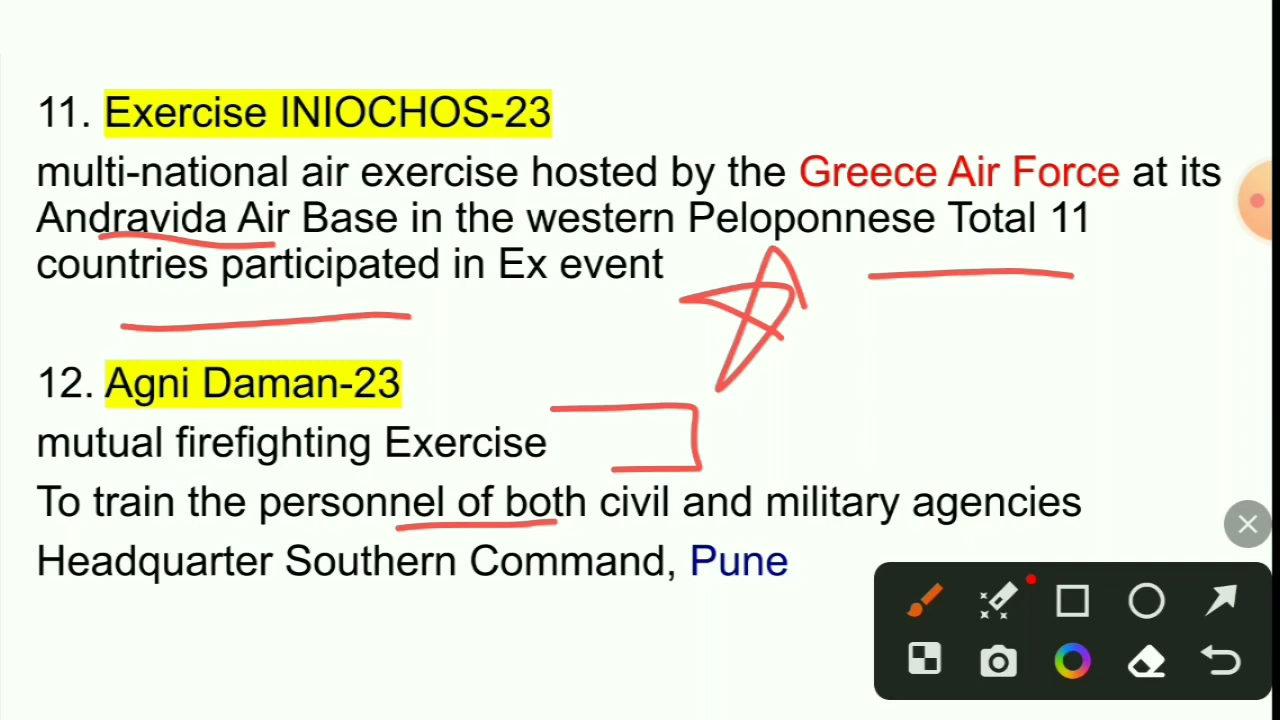 11. Exercise INIOCHOS-23
multi-national air exercise hosted by the Greece Air Force at its
Andravida Air Base in the western Peloponnese Total 11
countries participated in Ex event
12. Agni Daman-23
mutual firefighting Exercise
To train the personnel of both civil and military agencies
Headquarter Southern Command, Pune